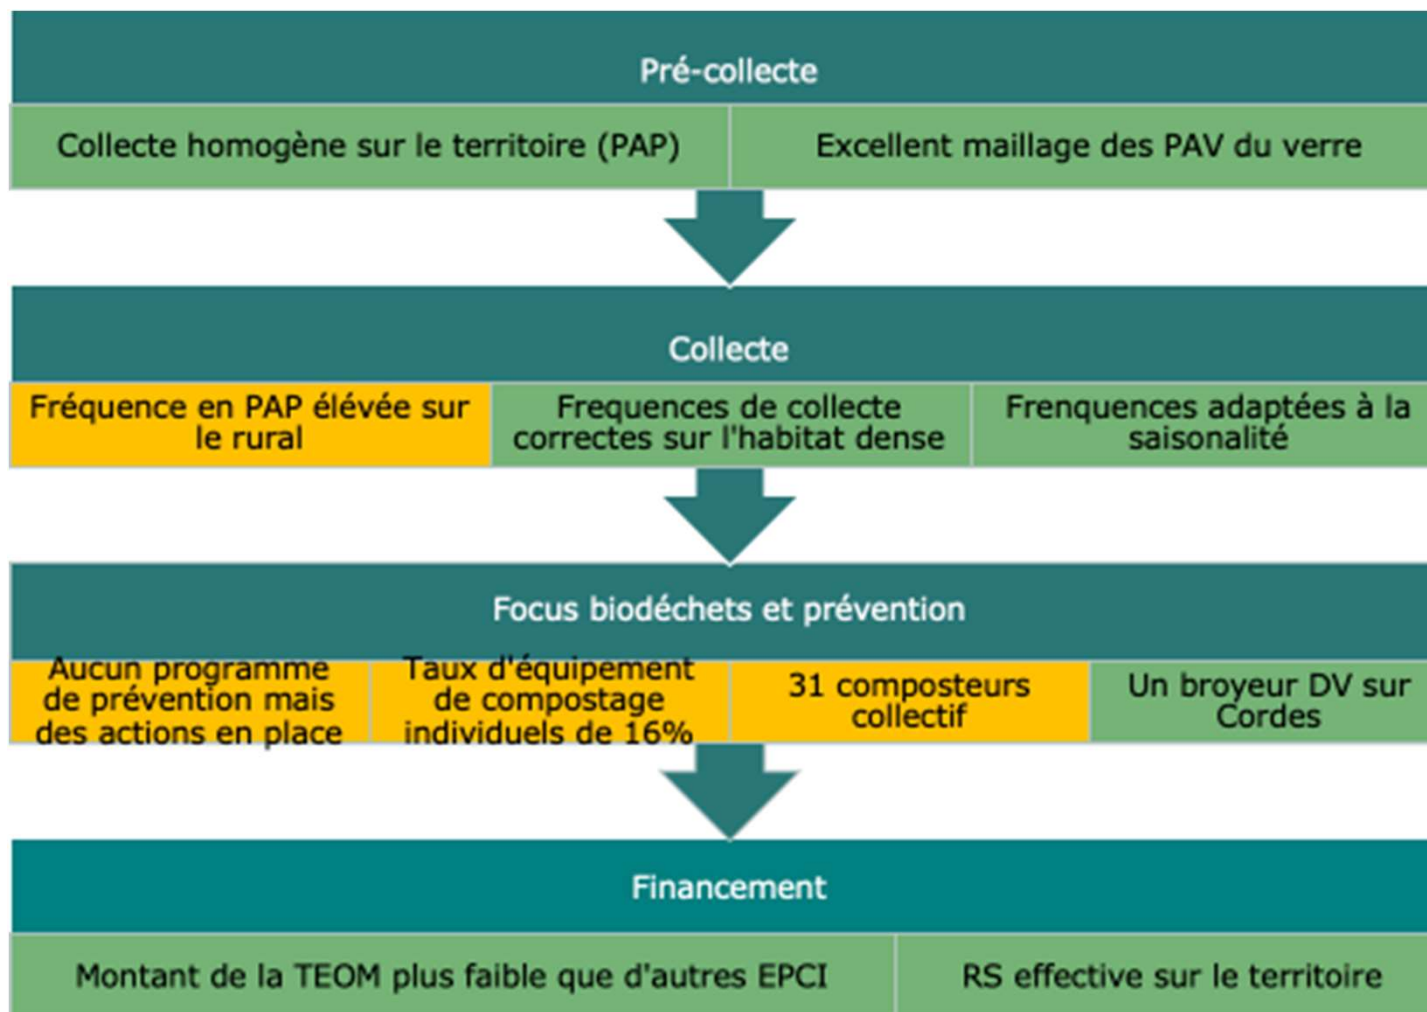 Pré-collecte
Collecte homogène sur le territoire (PAP)
Excellent maillage des PAV du verre
Collecte
Fréquence en PAP élévée sur
le rural
Frequences de collecte
correctes sur l'habitat dense
Frenquences adaptées à la
saisonalité
Focus biodéchets et prévention
Aucun programme
de prévention mais
des actions en place
Taux d'équipement
de compostage
individuels de 16%
31 composteurs
collectif
Un broyeur DV sur
Cordes
Financement
Montant de la TEOM plus faible que d'autres EPCI
RS effective sur le territoire